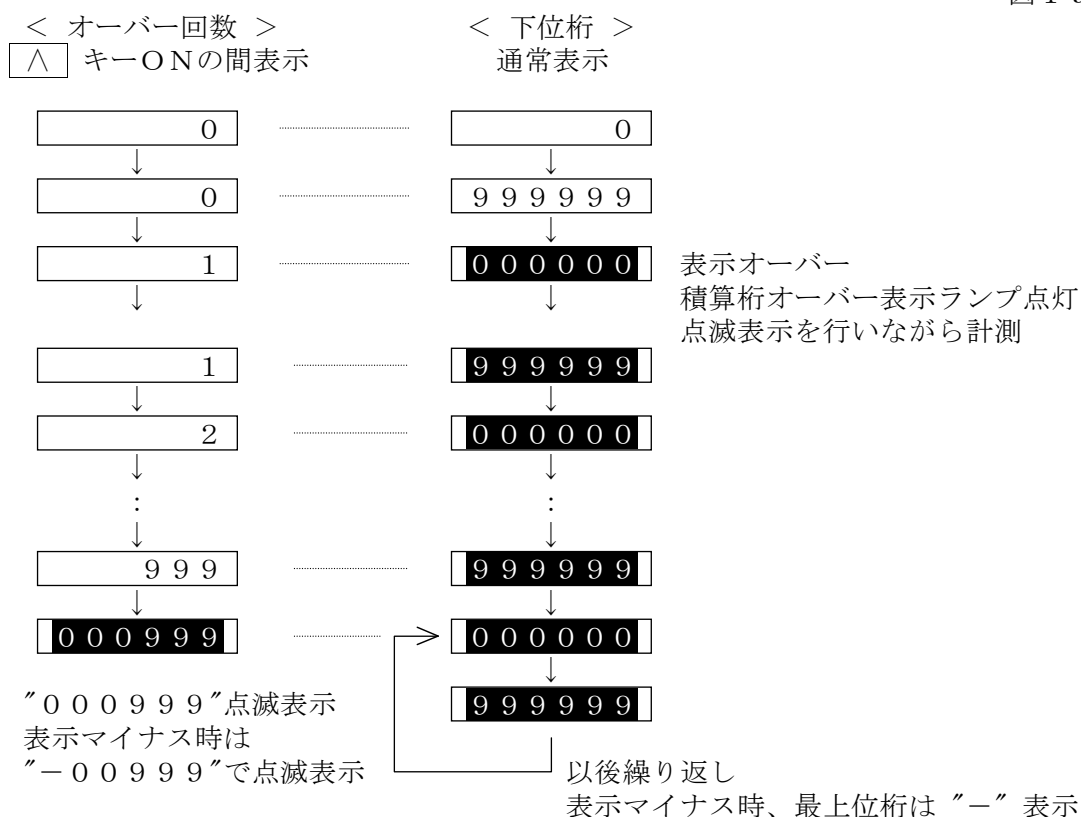 ＜ オーバー回数 ＞ ＜ 下位桁 ＞
∧ キーＯＮの間表示 通常表示
０ ０
↓ ↓
０ ９９９９９９
↓ ↓
１ ００００００ 表示オーバー
↓ ↓ 積算桁オーバー表示ランプ点灯
点滅表示を行いながら計測
１ ９９９９９９
↓ ↓
２ ００００００
↓ ↓
： ：
↓ ↓
９９９ ９９９９９９
↓ ↓
０００９９９ ００００００
↓
″０００９９９″点滅表示 ９９９９９９
表示マイナス時は
″－００９９９″で点滅表示 以後繰り返し
表示マイナス時、最上位桁は ″－″ 表示